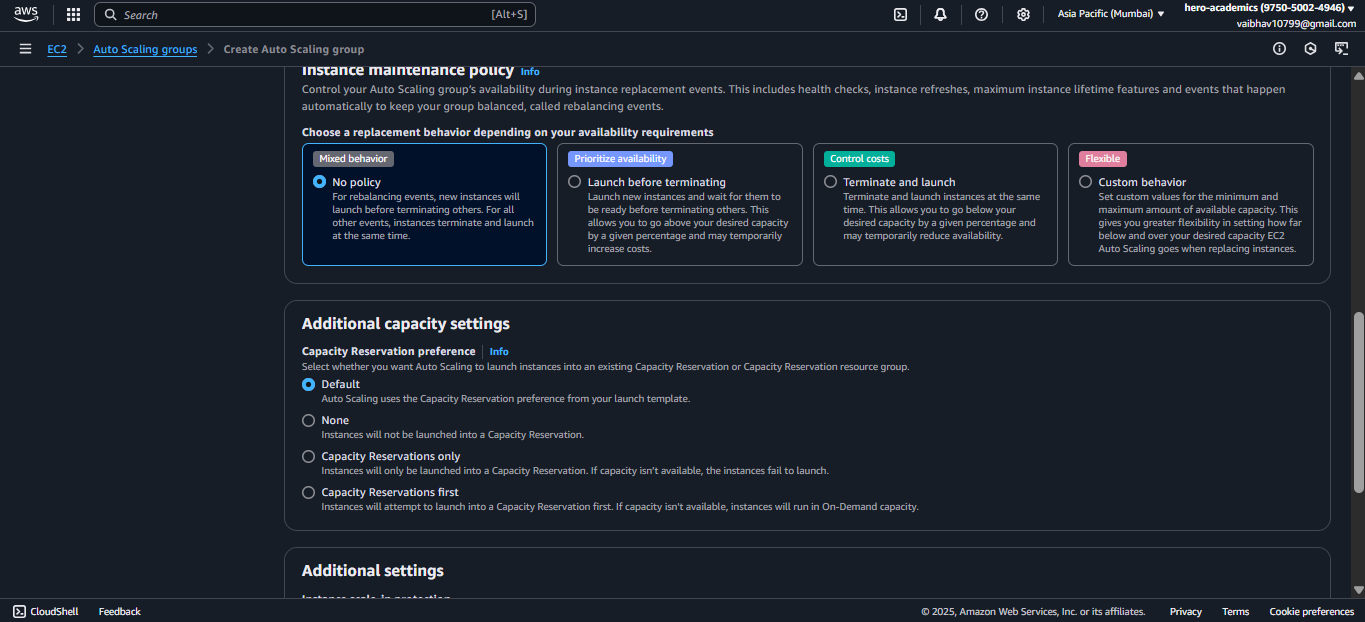 aws
Search
[Alt+S]
Asia Pacific (Mumbai)
hero-academics (9750-5002-4946)
vaibhav10799@gmail.com
EC2
Auto Scaling groups
Create Auto Scaling group
Instance maintenance policy Info
Control your Auto Scaling group's availability during instance replacement events. This includes health checks, instance refreshes, maximum instance lifetime features and events that happen
automatically to keep your group balanced, called rebalancing events.
Choose a replacement behavior depending on your availability requirements
Mixed behavior
No policy
For rebalancing events, new instances will
launch before terminating others. For all
other events, instances terminate and launch
at the same time.
Prioritize availability
Launch before terminating
Launch new instances and wait for them to
be ready before terminating others. This
allows you to go above your desired capacity
by a given percentage and may temporarily
increase costs.
Control costs
Terminate and launch
Terminate and launch instances at the same
time. This allows you to go below your
desired capacity by a given percentage and
may temporarily reduce availability.
Flexible
Custom behavior
Set custom values for the minimum and
maximum amount of available capacity. This
gives you greater flexibility in setting how far
below and over your desired capacity EC2
Auto Scaling goes when replacing instances.
Additional capacity settings
Capacity Reservation preference Info
Select whether you want Auto Scaling to launch instances into an existing Capacity Reservation or Capacity Reservation resource group.
Default
Auto Scaling uses the Capacity Reservation preference from your launch template.
None
Instances will not be launched into a Capacity Reservation.
Capacity Reservations only
Instances will only be launched into a Capacity Reservation. If capacity isn't available, the instances fail to launch.
Capacity Reservations first
Instances will attempt to launch into a Capacity Reservation first. If capacity isn't available, instances will run in On-Demand capacity.
Additional settings
Instance scale-in protection
CloudShell
Feedback
© 2025, Amazon Web Services, Inc. or its affiliates.
Privacy
Terms
Cookie preferences